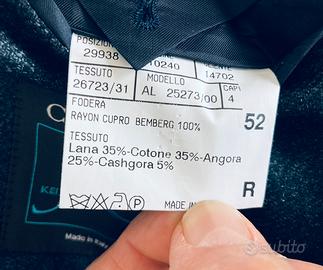 POSIZIONE
29938 10240 14702
TESSUTO MODELLO CAPI
26723/31 AL 25273/00 4
FODERA
RAYON CUPRO BEMBERG 100%
52
TESSUTO
Lana 35%-Cotone 35%-Angora
25%-Cashgora 5%
R
MADE IN
Made in Italy
subito